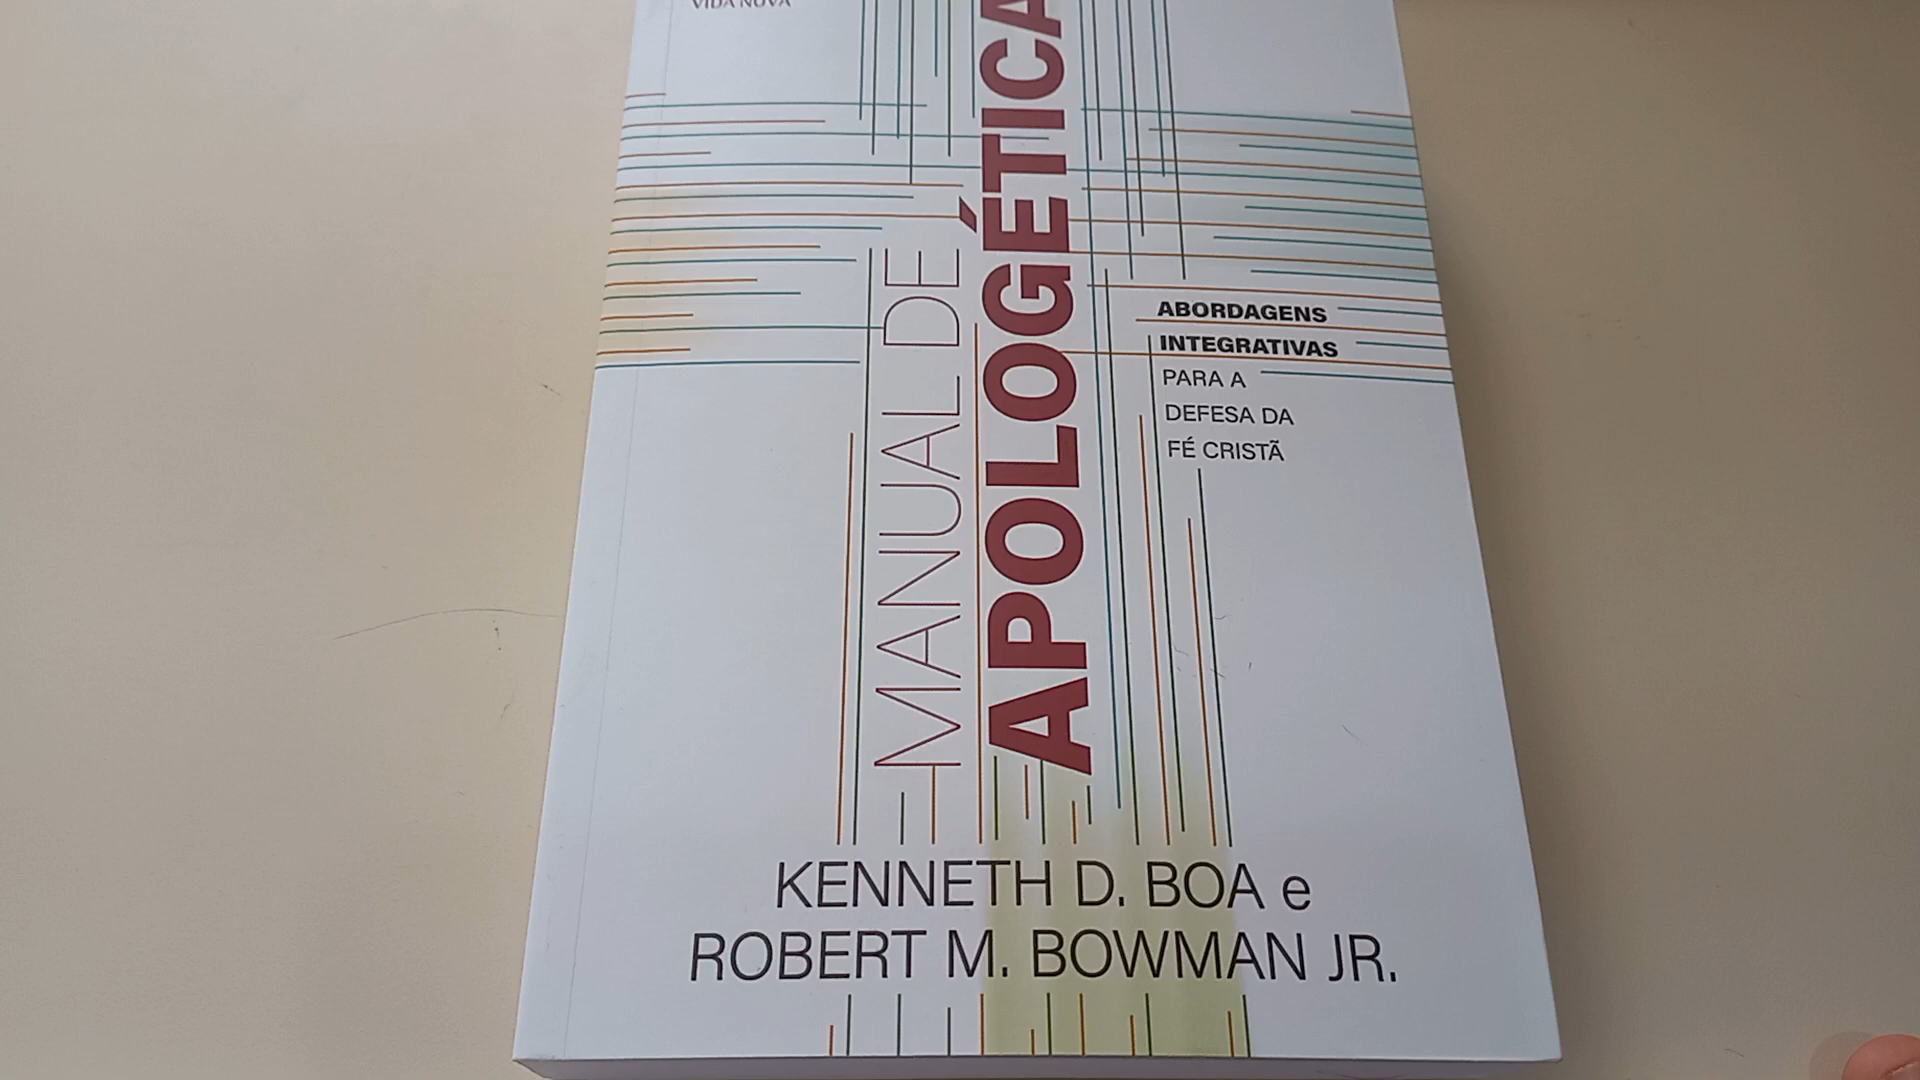 VIDA NOVA
MANUAL DE
APOLOGÉTICA
ABORDAGENS
INTEGRATIVAS
PARA A
DEFESA DA
FÉ CRISTÃ
KENNETH D. BOA e
ROBERT M. BOWMAN JR.